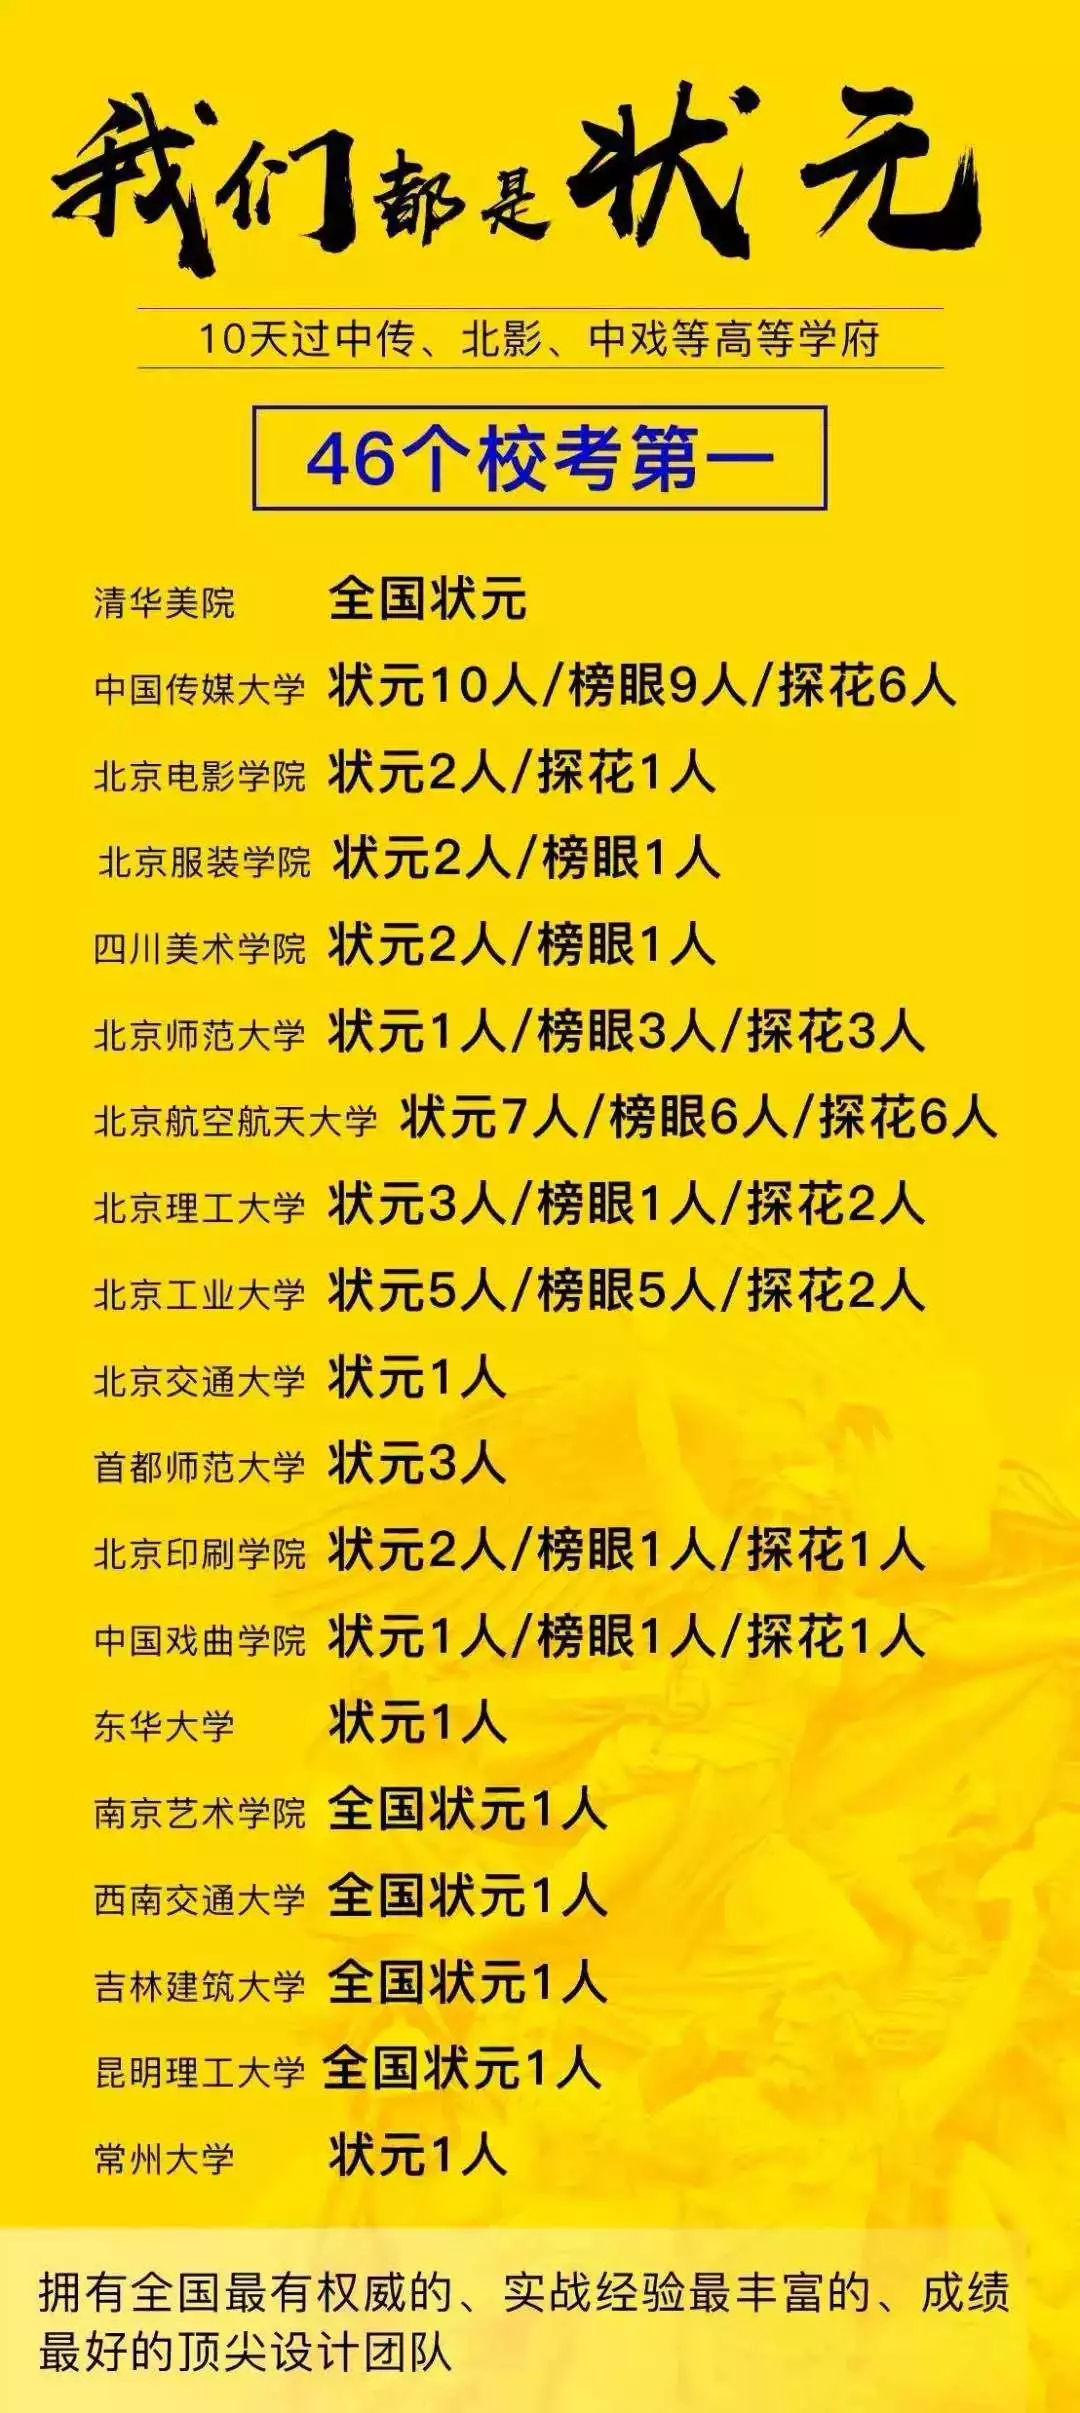 我们都是状元
10天过中传、北影、中戏等高等学府
46个校考第一
清华美院 全国状元
中国传媒大学 状元10人/榜眼9人/探花6人
北京电影学院 状元2人/探花1人
北京服装学院 状元2人/榜眼1人
四川美术学院 状元2人/榜眼1人
北京师范大学 状元1人/榜眼3人/探花3人
北京航空航天大学 状元7人/榜眼6人/探花6人
北京理工大学 状元3人/榜眼1人/探花2人
北京工业大学 状元5人/榜眼5人/探花2人
北京交通大学 状元1人
首都师范大学 状元3人
北京印刷学院 状元2人/榜眼1人/探花1人
中国戏曲学院 状元1人/榜眼1人/探花1人
东华大学 状元1人
南京艺术学院 全国状元1人
西南交通大学 全国状元1人
吉林建筑大学 全国状元1人
昆明理工大学 全国状元1人
常州大学 状元1人
拥有全国最有权威的、实战经验最丰富的、成绩
最好的顶尖设计团队